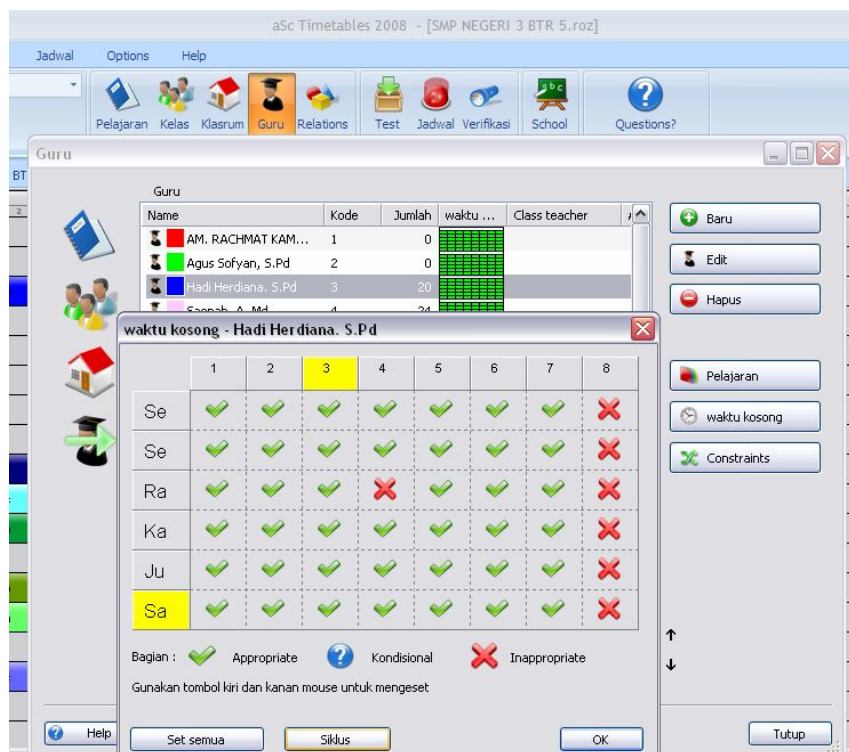 aSc Timetables 2008 - [SMP NEGERI 3 BTR 5.roz]
Jadwal Options Help
Pelajaran Kelas Klasrum Guru Relations Test Jadwal Verifikasi School Questions?
Guru
BT
2
Guru
Name Kode Jumlah waktu ... Class teacher
AM. RACHMAT KAM... 1 0
Agus Sofyan, S.Pd 2 0
Hadi Herdiana. S.Pd 3 20
Baru
Edit
Hapus
Pelajaran
waktu kosong
Constraints
waktu kosong - Hadi Herdiana. S.Pd
1 2 3 4 5 6 7 8
Se
Se
Ra
Ka
Ju
Sa
Bagian : Appropriate Kondisional Inappropriate
Gunakan tombol kiri dan kanan mouse untuk mengeset
Help Set semua Siklus OK Tutup